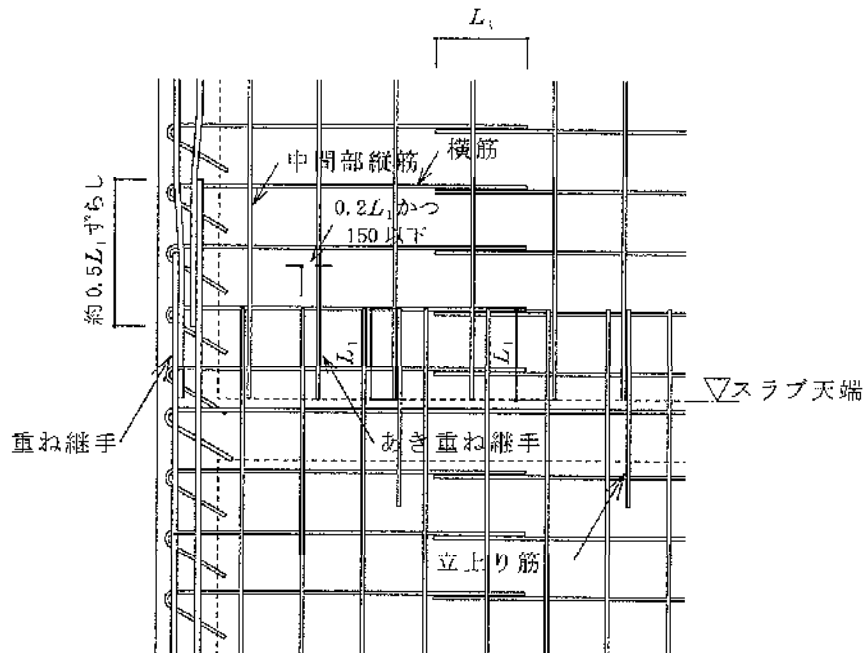 L₁
中間部縦筋
横筋
0.2L₁かつ
150以下
約0.5L₁ずらし
L₁
L₁
スラブ天端
重ね継手
あき重ね継手
立上り筋